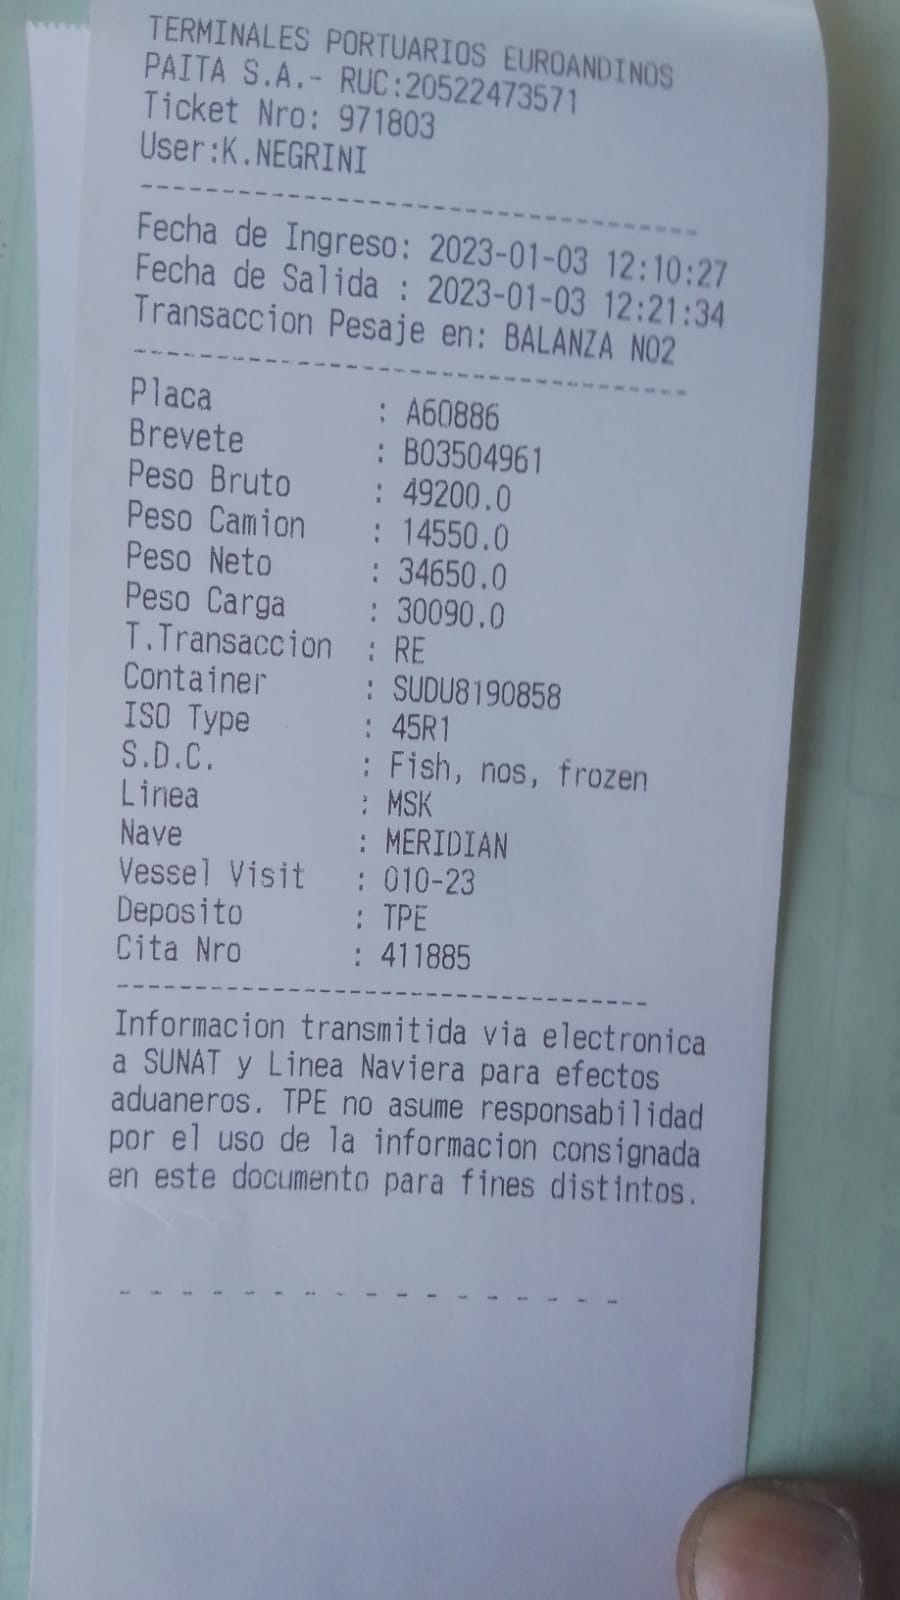 TERMINALES PORTUARIOS EUROANDINOS
PAITA S.A.- RUC:20522473571
Ticket Nro: 971803
User:K.NEGRINI
Fecha de Ingreso: 2023-01-03 12:10:27
Fecha de Salida : 2023-01-03 12:21:34
Transaccion Pesaje en: BALANZA N02
Placa : A60886
Brevete : B03504961
Peso Bruto : 49200.0
Peso Camion : 14550.0
Peso Neto : 34650.0
Peso Carga : 30090.0
T.Transaccion : RE
Container : SUDU8190858
ISO Type : 45R1
S.D.C. : Fish, nos, frozen
Linea : MSK
Nave : MERIDIAN
Vessel Visit : 010-23
Deposito : TPE
Cita Nro : 411885
Informacion transmitida via electronica
a SUNAT y Linea Naviera para efectos
aduaneros. TPE no asume responsabilidad
por el uso de la informacion consignada
en este documento para fines distintos.